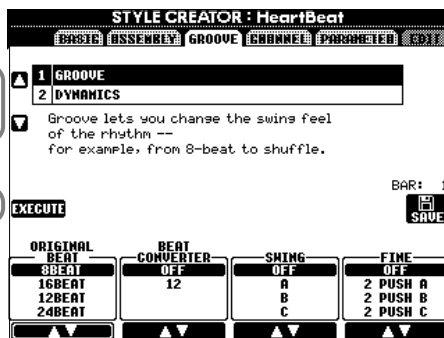 STYLE CREATOR : HeartBeat
BASIC ASSEMBLY GROOVE CHANNEL PARAMETER EDIT
1 GROOVE
2 DYNAMICS
Groove lets you change the swing feel
of the rhythm --
for example, from 8-beat to shuffle.
BAR: 1
EXECUTE
SAVE
ORIGINAL BEAT
8BEAT
16BEAT
12BEAT
24BEAT
BEAT CONVERTER
OFF
12
SWING
OFF
A
B
C
FINE
OFF
2 PUSH A
2 PUSH B
2 PUSH C